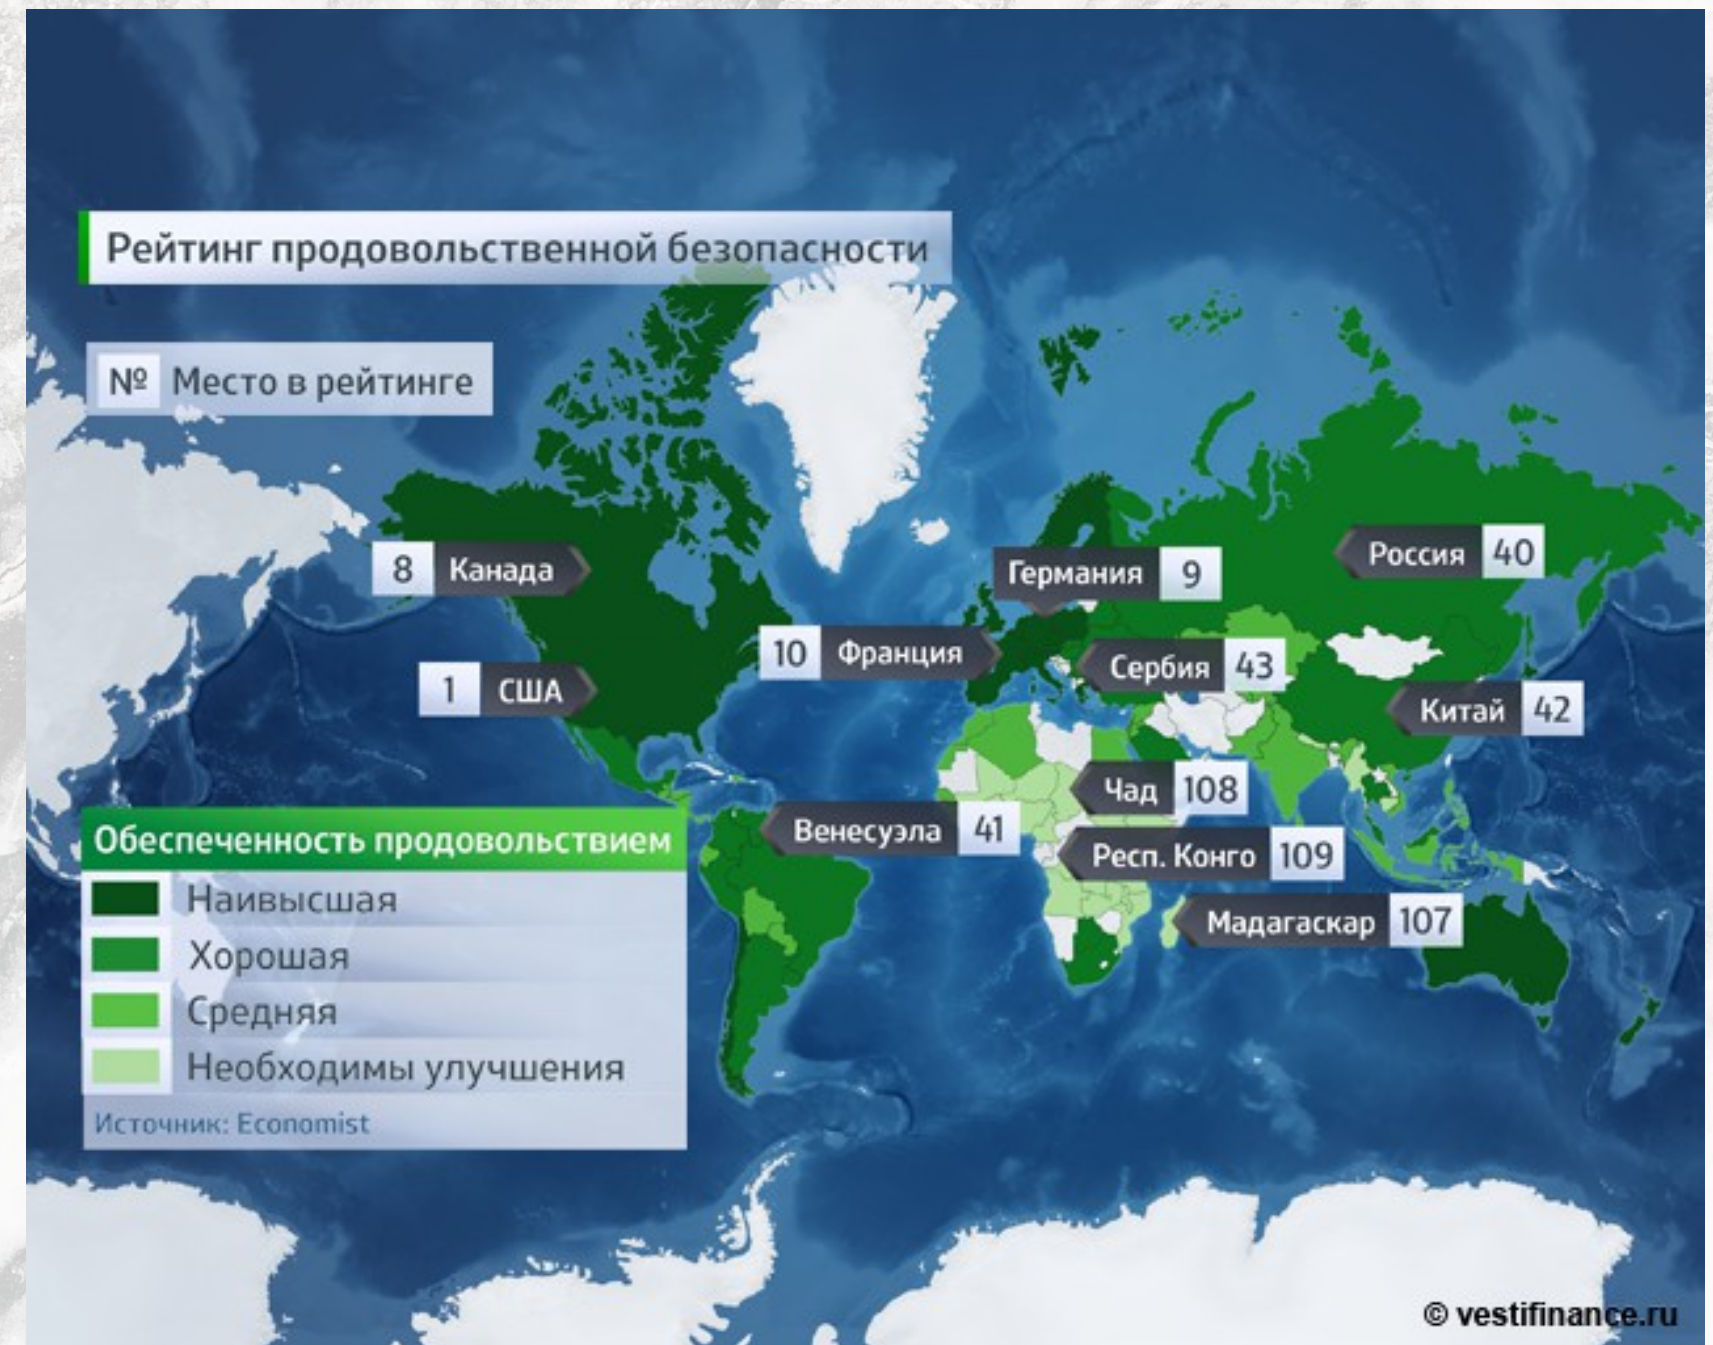 Рейтинг продовольственной безопасности
№ Место в рейтинге
8 Канада
Германия 9
Россия 40
10 Франция
Сербия 43
1 США
Китай 42
Чад 108
Венесуэла 41
Респ. Конго 109
Мадагаскар 107
Обеспеченность продовольствием
Наивысшая
Хорошая
Средняя
Необходимы улучшения
Источник: Economist
© vestifinance.ru